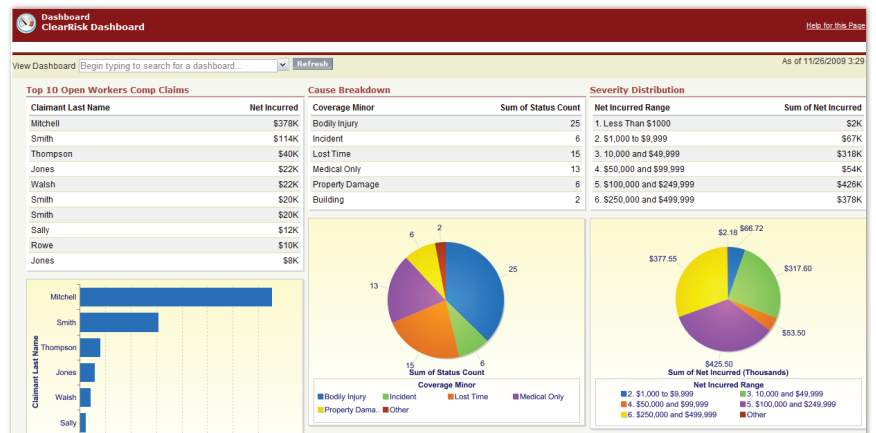 Dashboard
ClearRisk Dashboard
Help for this Page
View Dashboard Begin typing to search for a dashboard... Refresh
As of 11/26/2009 3:29
Top 10 Open Workers Comp Claims
Claimant Last Name Net Incurred
Mitchell $378K
Smith $114K
Thompson $40K
Jones $22K
Walsh $22K
Smith $20K
Smith $20K
Sally $12K
Rowe $10K
Jones $8K
Mitchell
Smith
Thompson
Jones
Walsh
Sally
Claimant Last Name
Cause Breakdown
Coverage Minor Sum of Status Count
Bodily Injury 25
Incident 6
Lost Time 15
Medical Only 13
Property Damage 6
Building 2
2
6
25
13
15
6
Sum of Status Count
Coverage Minor
Bodily Injury Incident Lost Time Medical Only
Property Dama.. Other
Severity Distribution
Net Incurred Range Sum of Net Incurred
1. Less Than $1000 $2K
2. $1,000 to $9,999 $67K
3. 10,000 and $49,999 $318K
4. $50,000 and $99,999 $54K
5. $100,000 and $249,999 $426K
6. $250,000 and $499,999 $378K
$2.18 $66.72
$377.55
$317.60
$53.50
$425.50
Sum of Net Incurred (Thousands)
Net Incurred Range
2. $1,000 to $9,999 3. 10,000 and $49,999
4. $50,000 and $99,999 5. $100,000 and $249,999
6. $250,000 and $499,999 Other